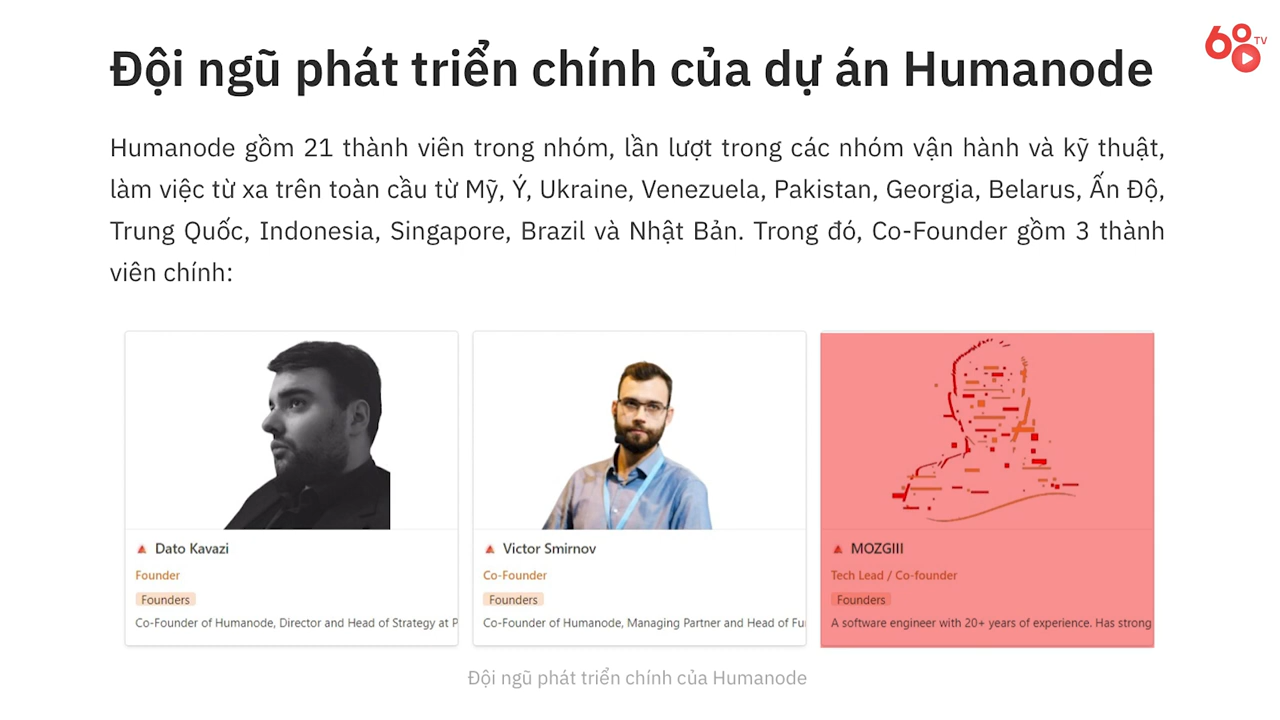 68 TV
Đội ngũ phát triển chính của dự án Humanode
Humanode gồm 21 thành viên trong nhóm, lần lượt trong các nhóm vận hành và kỹ thuật,
làm việc từ xa trên toàn cầu từ Mỹ, Ý, Ukraine, Venezuela, Pakistan, Georgia, Belarus, Ấn Độ,
Trung Quốc, Indonesia, Singapore, Brazil và Nhật Bản. Trong đó, Co-Founder gồm 3 thành
viên chính:
Dato Kavazi
Founder
Founders
Co-Founder of Humanode, Director and Head of Strategy at P
Victor Smirnov
Co-Founder
Founders
Co-Founder of Humanode, Managing Partner and Head of Fu
MOZGIII
Tech Lead / Co-founder
Founders
A software engineer with 20+ years of experience. Has strong
Đội ngũ phát triển chính của Humanode